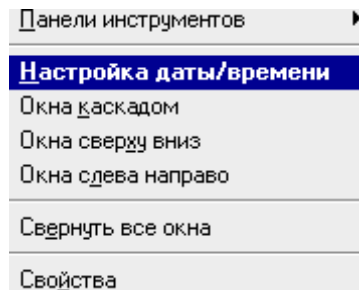 Панели инструментов
Настройка даты/времени
Окна каскадом
Окна сверху вниз
Окна слева направо
Свернуть все окна
Свойства